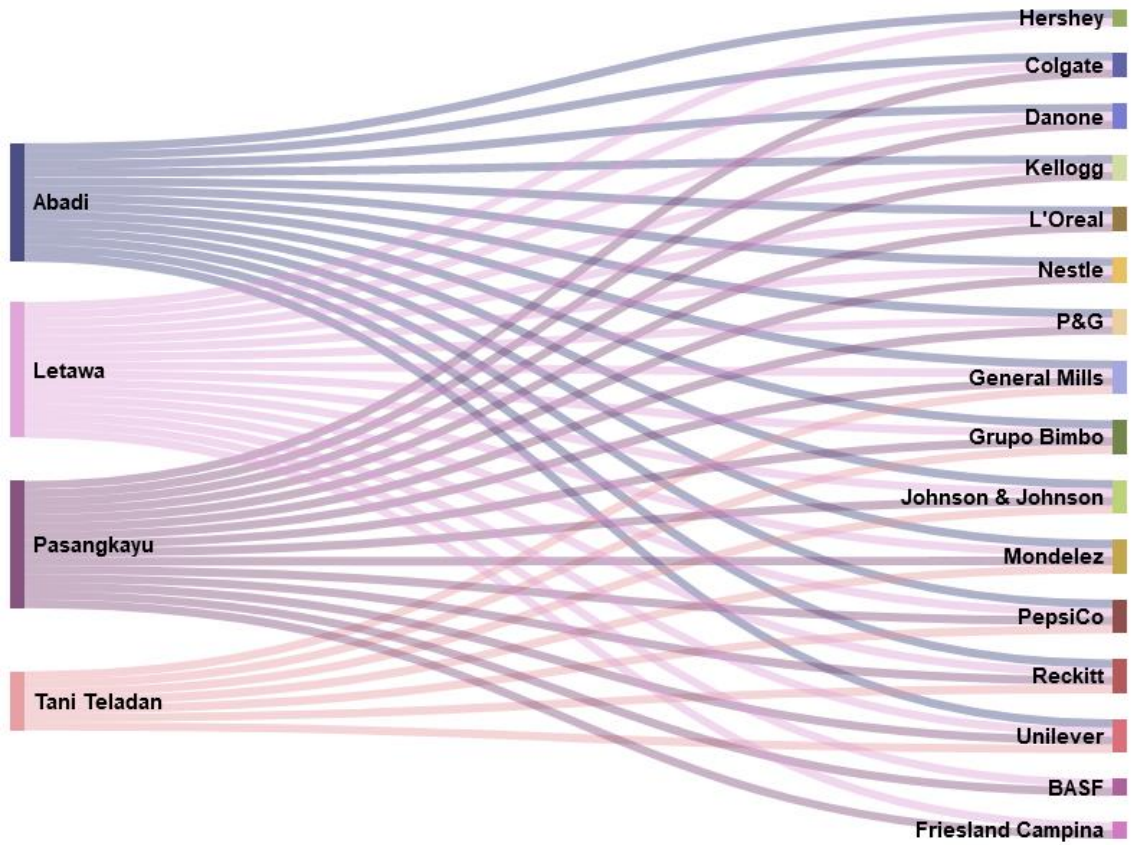 Abadi
Letawa
Pasangkayu
Tani Teladan
Hershey
Colgate
Danone
Kellogg
L'Oreal
Nestle
P&G
General Mills
Grupo Bimbo
Johnson & Johnson
Mondelez
PepsiCo
Reckitt
Unilever
BASF
Friesland Campina